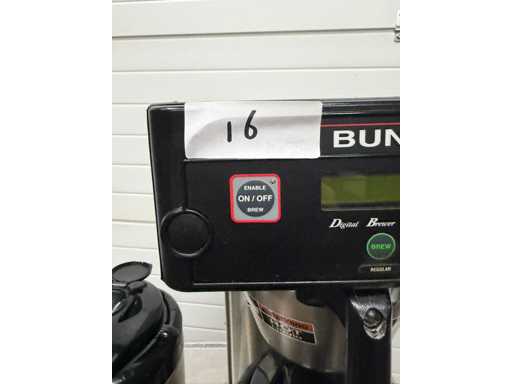 16
BUN
ENABLE
ON / OFF
BREW
Digital Brewer
BREW
REGULAR